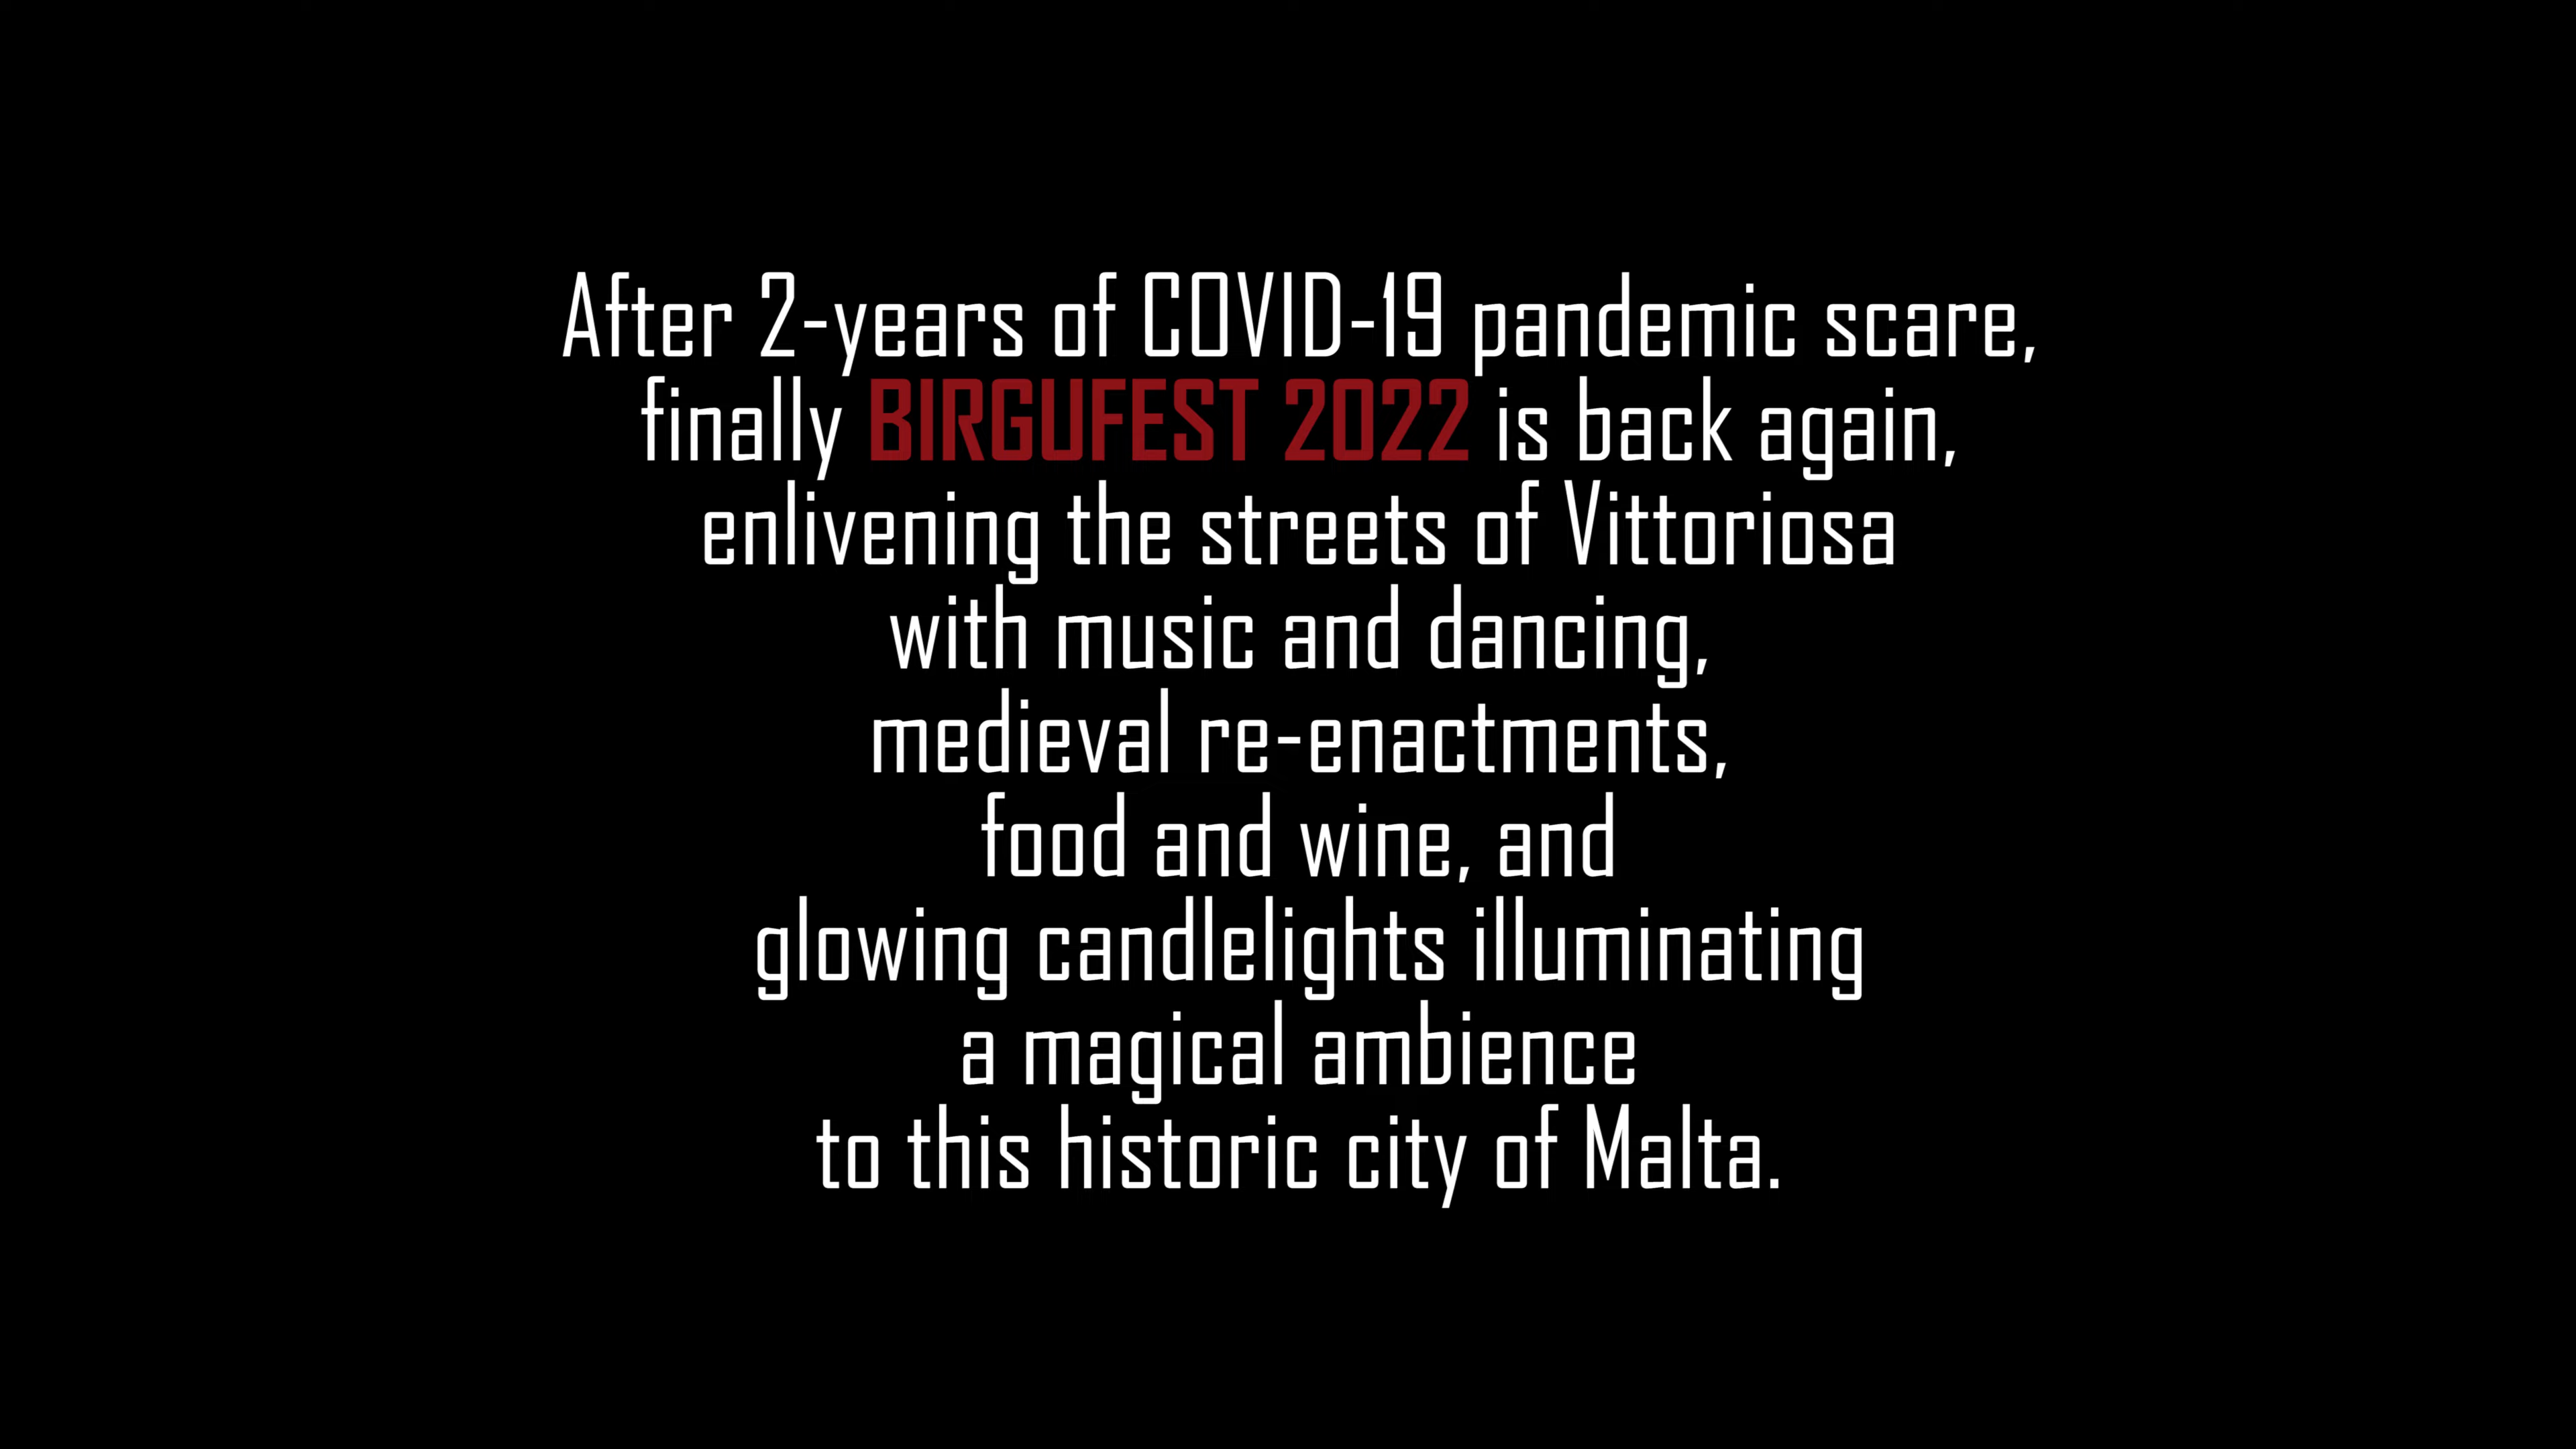 After 2-years of COVID-19 pandemic scare,
finally BIRGUFEST 2022 is back again,
enlivening the streets of Vittoriosa
with music and dancing,
medieval re-enactments,
food and wine, and
glowing candlelights illuminating
a magical ambience
to this historic city of Malta.